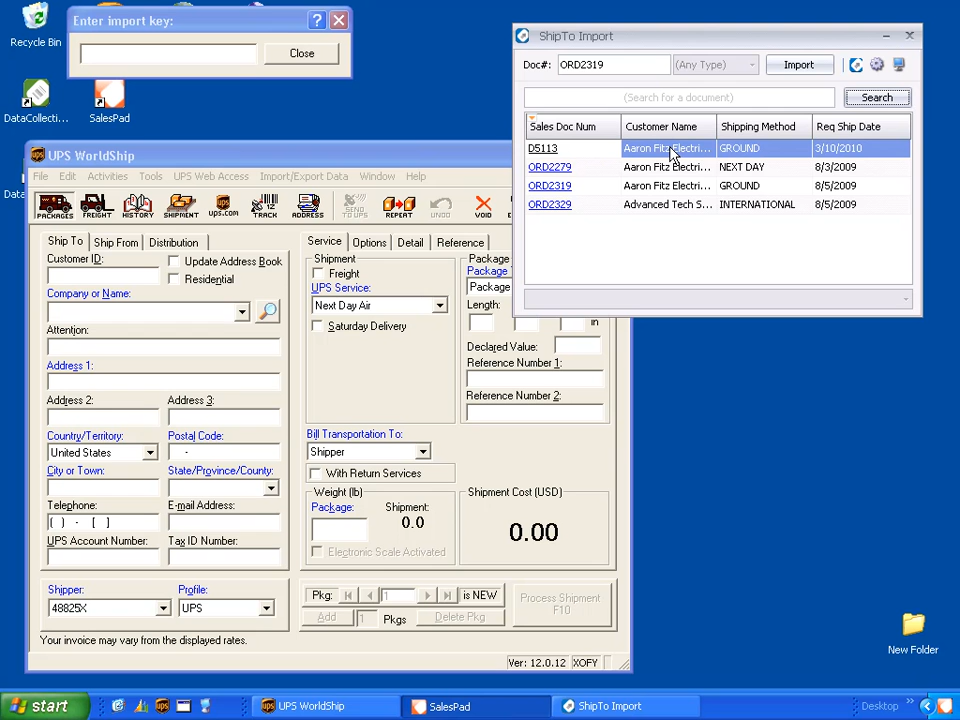 Recycle Bin
DataCollecti...
SalesPad
Enter import key:
Close
ShipTo Import
Doc#: ORD2319 (Any Type) Import
(Search for a document) Search
Sales Doc Num Customer Name Shipping Method Req Ship Date
D5113 Aaron Fitz Electri... GROUND 3/10/2010
ORD2279 Aaron Fitz Electri... NEXT DAY 8/3/2009
ORD2319 Aaron Fitz Electri... GROUND 8/5/2009
ORD2329 Advanced Tech S... INTERNATIONAL 8/5/2009
UPS WorldShip
File Edit Activities Tools UPS Web Access Import/Export Data Window Help
PACKAGES FREIGHT HISTORY SHIPMENT ups.com TRACK ADDRESS SEND TO UPS REPEAT UNDO VOID
Ship To Ship From Distribution
Customer ID:
Update Address Book
Residential
Company or Name:
Attention:
Address 1:
Address 2: Address 3:
Country/Territory: Postal Code:
United States -
City or Town: State/Province/County:
Telephone: E-mail Address
( ) - [ ]
UPS Account Number: Tax ID Number:
Shipper: Profile:
48825X UPS
Your invoice may vary from the displayed rates.
Service Options Detail Reference
Shipment
Freight
UPS Service:
Next Day Air
Saturday Delivery
Package
Package
Length:
in
Declared Value:
Reference Number 1:
Reference Number 2:
Bill Transportation To:
Shipper
With Return Services
Weight (lb)
Package: Shipment:
0.0
Electronic Scale Activated
Shipment Cost (USD)
0.00
Pkg: 1 is NEW
Add 1 Pkgs Delete Pkg
Process Shipment
F10
Ver: 12.0.12 XOFY
New Folder
start UPS WorldShip SalesPad ShipTo Import Desktop